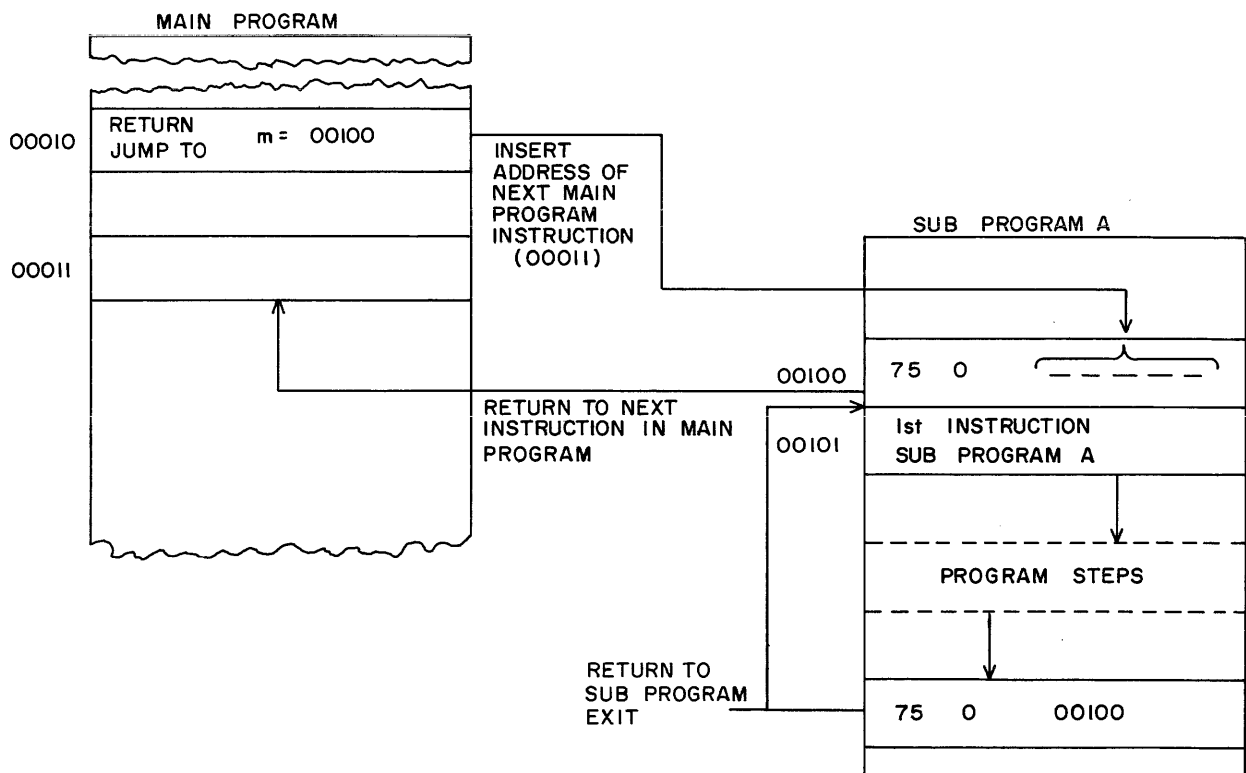 MAIN PROGRAM
00010
RETURN
JUMP TO
m = 00100
00011
INSERT
ADDRESS OF
NEXT MAIN
PROGRAM
INSTRUCTION
(00011)
SUB PROGRAM A
00100
75 0 _ _ _ _ _
RETURN TO NEXT
INSTRUCTION IN MAIN
PROGRAM
00101
1st INSTRUCTION
SUB PROGRAM A
PROGRAM STEPS
RETURN TO
SUB PROGRAM
EXIT
75 0 00100